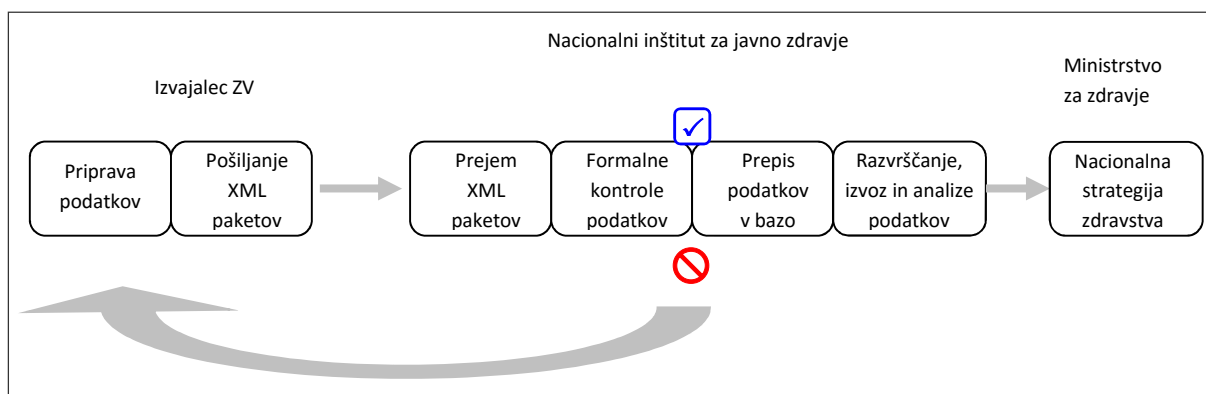 Nacionalni inštitut za javno zdravje
Izvajalec ZV
Ministrstvo
za zdravje
Priprava
podatkov
Pošiljanje
XML
paketov
Prejem
XML
paketov
Formalne
kontrole
podatkov
Prepis
podatkov
v bazo
Razvrščanje,
izvoz in analize
podatkov
Nacionalna
strategija
zdravstva